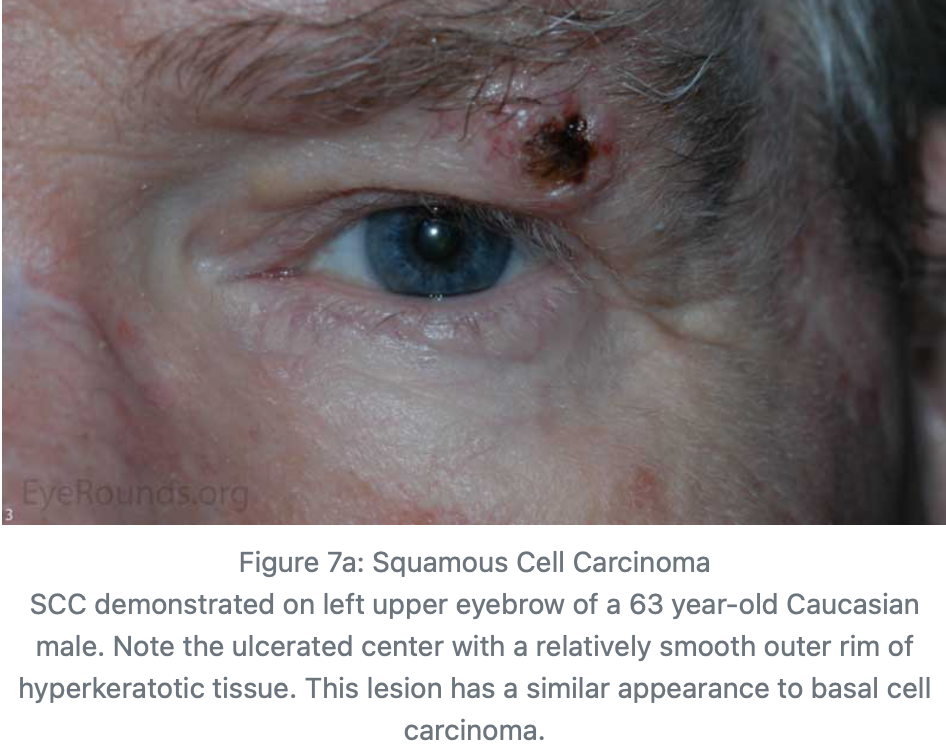 EyeRounds.org
3
Figure 7a: Squamous Cell Carcinoma
SCC demonstrated on left upper eyebrow of a 63 year-old Caucasian
male. Note the ulcerated center with a relatively smooth outer rim of
hyperkeratotic tissue. This lesion has a similar appearance to basal cell
carcinoma.